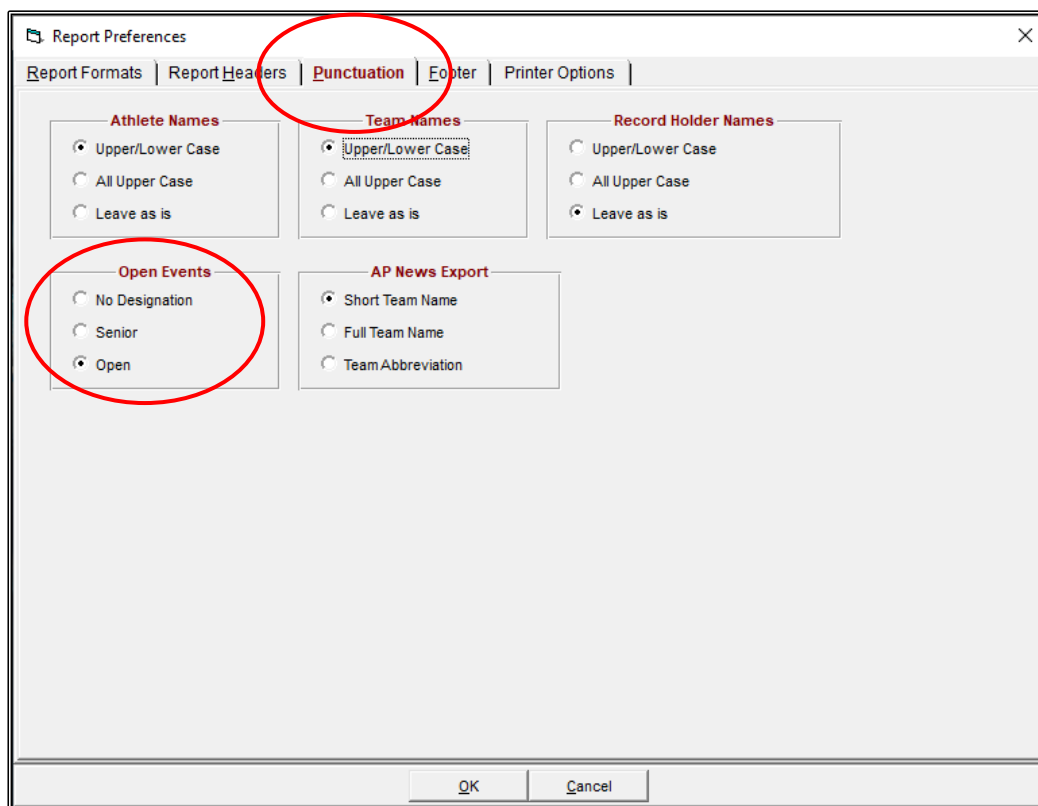 Report Preferences
Report Formats Report Headers Punctuation Footer Printer Options
Athlete Names
Upper/Lower Case
All Upper Case
Leave as is
Team Names
Upper/Lower Case
All Upper Case
Leave as is
Record Holder Names
Upper/Lower Case
All Upper Case
Leave as is
Open Events
No Designation
Senior
Open
AP News Export
Short Team Name
Full Team Name
Team Abbreviation
OK Cancel